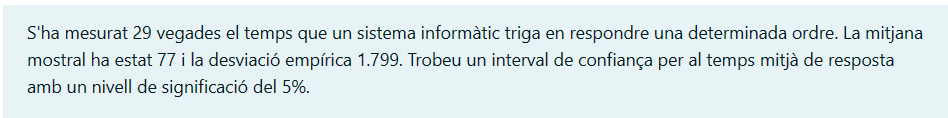 S'ha mesurat 29 vegades el temps que un sistema informàtic triga en respondre una determinada ordre. La mitjana
mostral ha estat 77 i la desviació empírica 1.799. Trobeu un interval de confiança per al temps mitjà de resposta
amb un nivell de significació del 5%.